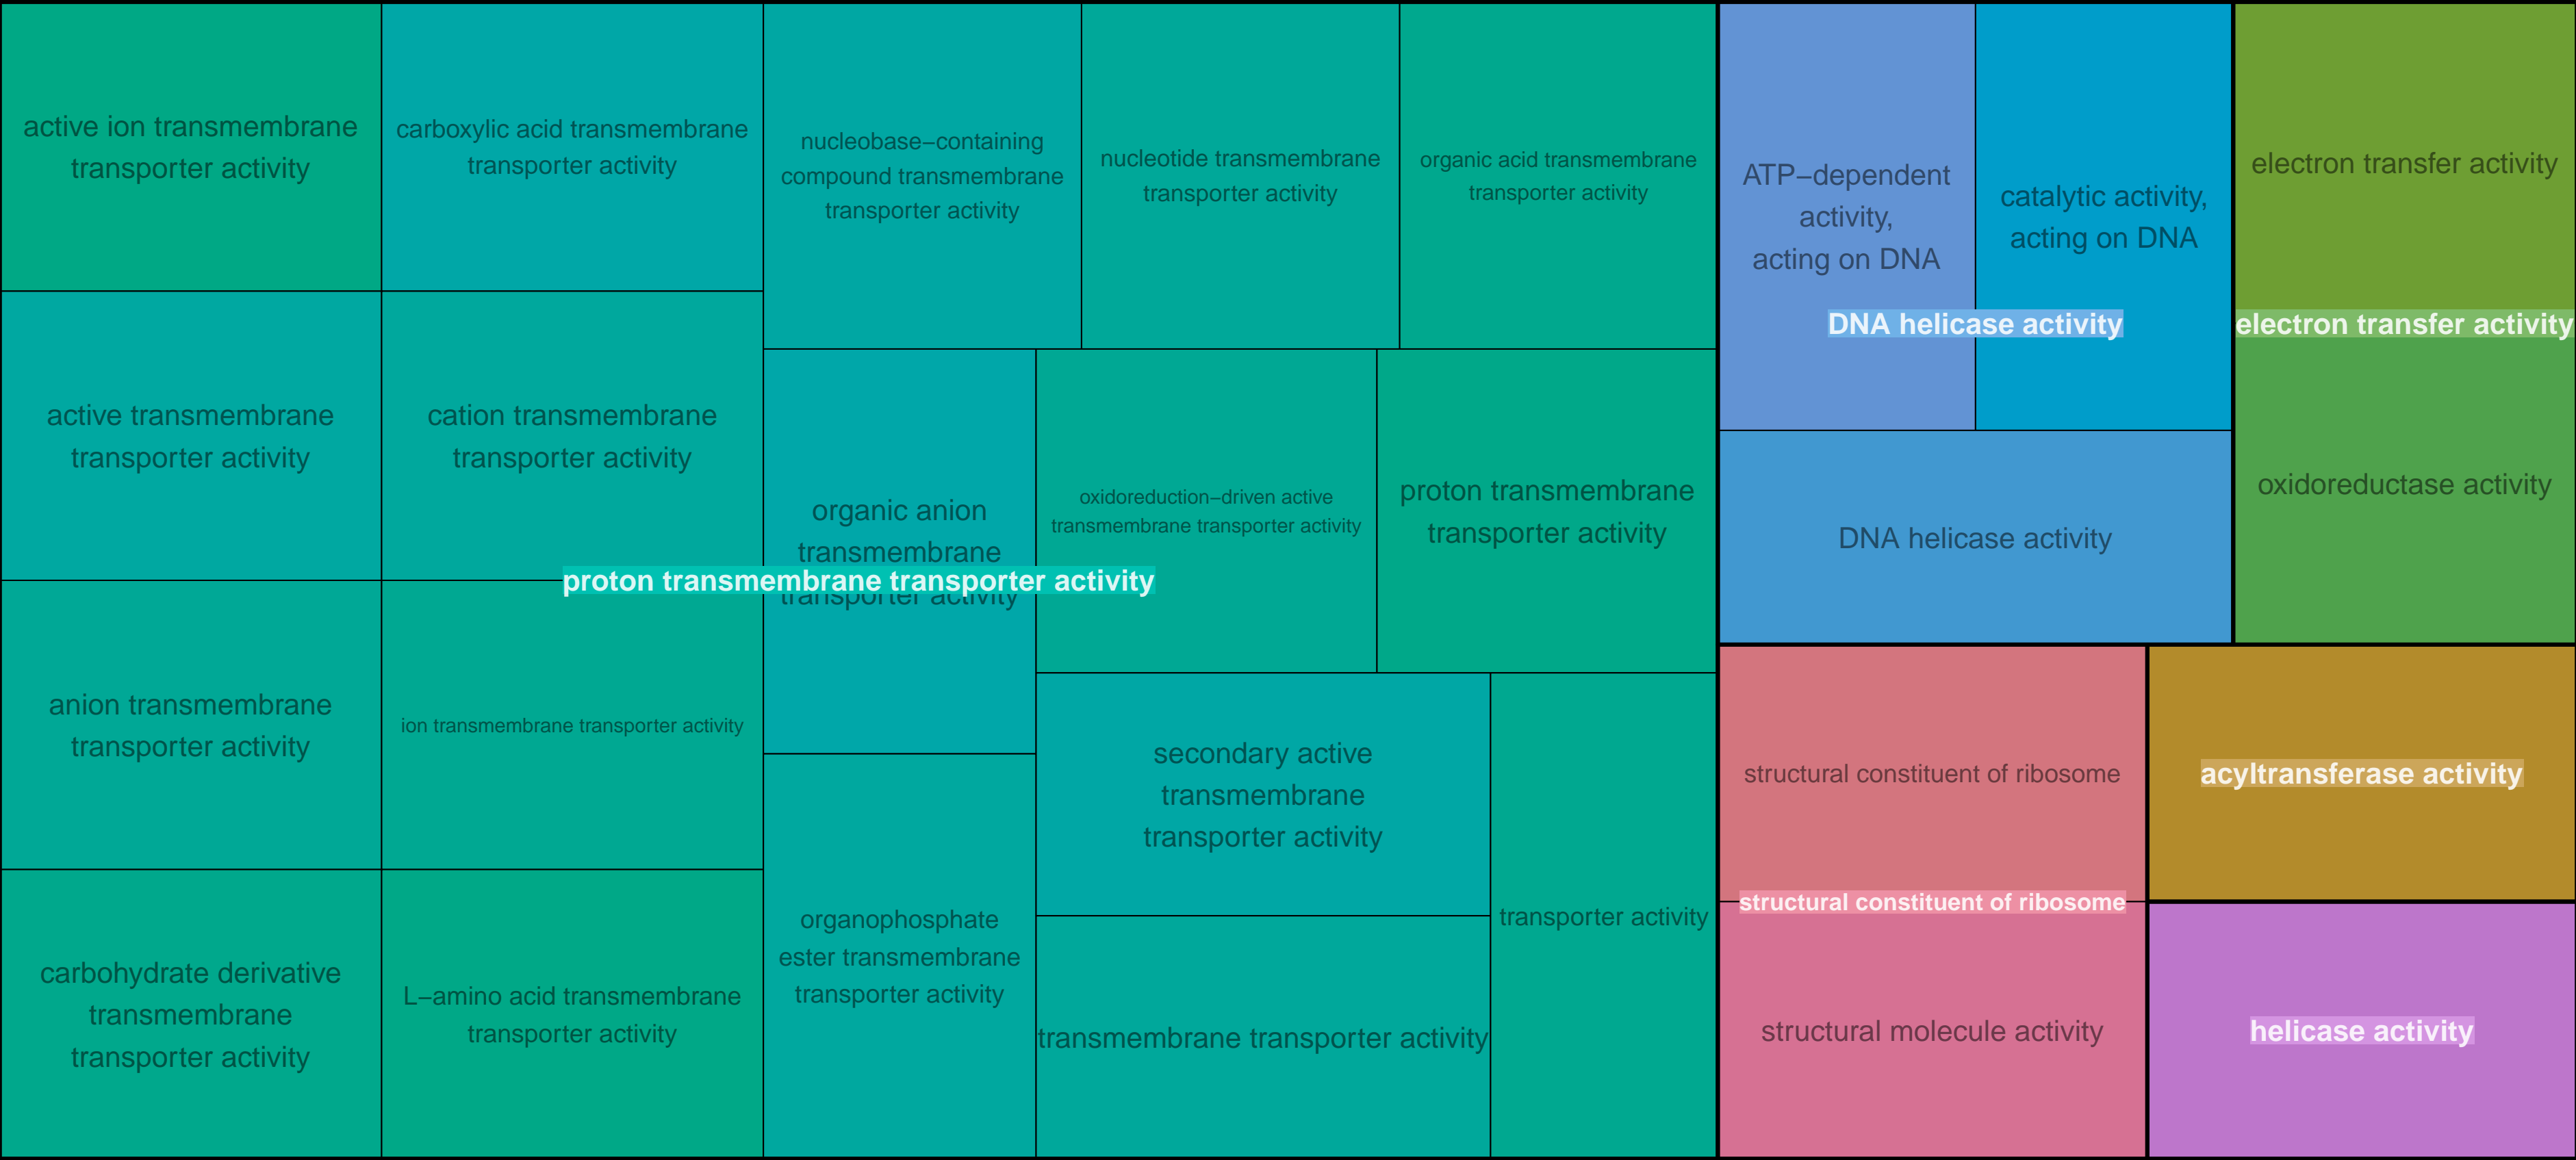 active ion transmembrane
transporter activity
carboxylic acid transmembrane
transporter activity
nucleobase−containing
compound transmembrane
transporter activity
nucleotide transmembrane
transporter activity
organic acid transmembrane
transporter activity
ATP−dependent
activity,
acting on DNA
catalytic activity,
acting on DNA
electron transfer activity
DNA helicase activity
electron transfer activity
active transmembrane
transporter activity
cation transmembrane
transporter activity
organic anion
transmembrane
transporter activity
oxidoreduction−driven active
transmembrane transporter activity
proton transmembrane
transporter activity
DNA helicase activity
oxidoreductase activity
proton transmembrane transporter activity
anion transmembrane
transporter activity
ion transmembrane transporter activity
secondary active
transmembrane
transporter activity
structural constituent of ribosome
acyltransferase activity
structural constituent of ribosome
carbohydrate derivative
transmembrane
transporter activity
L−amino acid transmembrane
transporter activity
organophosphate
ester transmembrane
transporter activity
transmembrane transporter activity
transporter activity
structural molecule activity
helicase activity